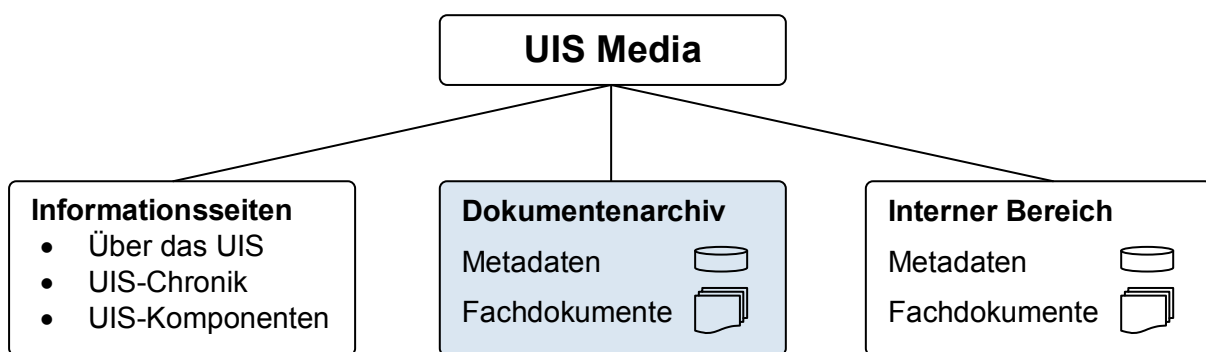 UIS Media
Informationsseiten
• Über das UIS
• UIS-Chronik
• UIS-Komponenten
Dokumentenarchiv
Metadaten
Fachdokumente
Interner Bereich
Metadaten
Fachdokumente